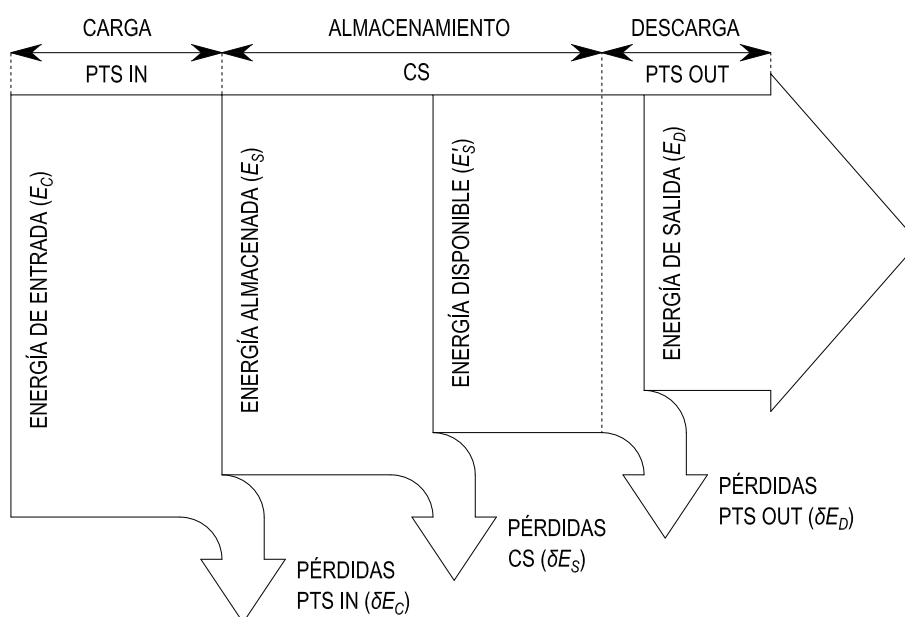 CARGA
ALMACENAMIENTO
DESCARGA
PTS IN
CS
PTS OUT
ENERGÍA DE ENTRADA (E_C)
ENERGÍA ALMACENADA (E_S)
ENERGÍA DISPONIBLE (E'_S)
ENERGÍA DE SALIDA (E_D)
PÉRDIDAS
PTS IN (δE_C)
PÉRDIDAS
CS (δE_S)
PÉRDIDAS
PTS OUT (δE_D)